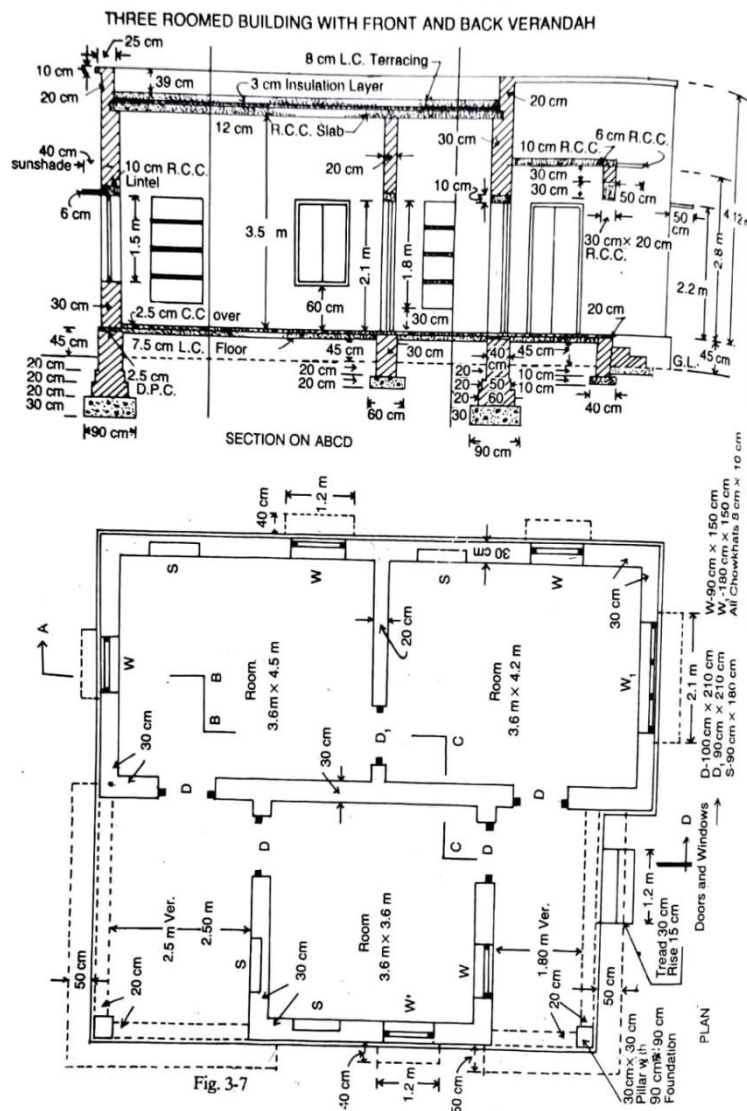 THREE ROOMED BUILDING WITH FRONT AND BACK VERANDAH
25 cm
8 cm L.C. Terracing
10 cm
39 cm
3 cm Insulation Layer
20 cm
20 cm
12 cm
R.C.C. Slab
30 cm
10 cm R.C.C.
6 cm R.C.C.
40 cm
sunshade
20 cm
10 cm R.C.C.
Lintel
30 cm
30 cm
50 cm
10 cm
6 cm
50 cm
1.5 m
3.5 m
2.1 m
1.8 m
30 cm × 20 cm
R.C.C.
2.2 m
2.8 m
60 cm
30 cm
30 cm
2.5 cm C.C over
20 cm
45 cm
7.5 cm L.C. Floor
45 cm
30 cm
40 cm
45 cm
G.L.
45 cm
20 cm
20 cm
20 cm
30 cm
2.5 cm
D.P.C.
20
20
20
20
20
50
60
30
10 cm
10 cm
10 cm
60 cm
40 cm
90 cm
90 cm
SECTION ON ABCD
40 cm
1.2 m
S
W
S
W
30 cm
A
W
B
B
Room
3.6 m × 4.5 m
20 cm
Room
3.6 m × 4.2 m
30 cm
W₁
2.1 m
30 cm
D
30 cm
D₁
C
D
D
C
D
50 cm
2.5 m Ver.
2.50 m
20 cm
S
30 cm
Room
3.6 m × 3.6 m
S
W
W
1.80 m Ver.
20 cm
50 cm
1.2 m
D
Tread 30 cm
Rise 15 cm
40 cm
1.2 m
50 cm
30 cm × 30 cm
Pillar with
90 cm × 90 cm
Foundation
PLAN
Doors and Windows
D-100 cm × 210 cm
D₁ 90 cm × 210 cm
S-90 cm × 180 cm
W-90 cm × 150 cm
W₁-180 cm × 150 cm
All Chowkhats 8 cm × 10 cm
Fig. 3-7